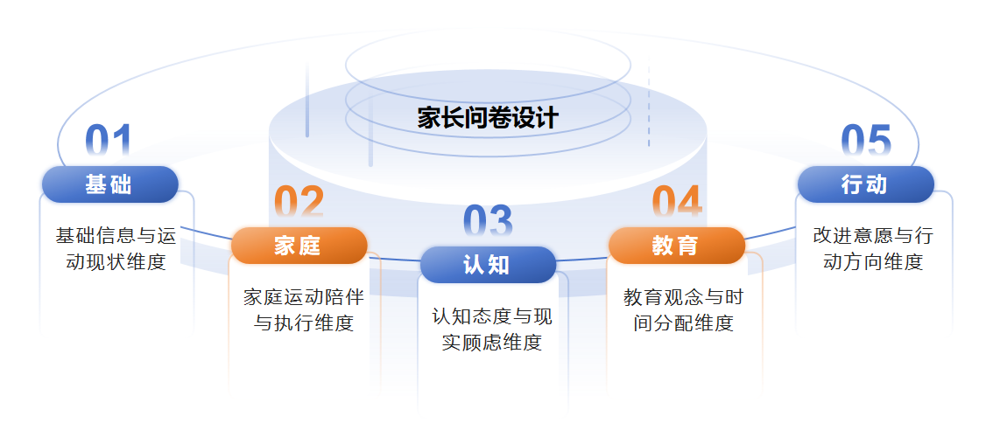 家长问卷设计
01
基础
基础信息与运
动现状维度
02
家庭
家庭运动陪伴
与执行维度
03
认知
认知态度与现
实顾虑维度
04
教育
教育观念与时
间分配维度
05
行动
改进意愿与行
动方向维度